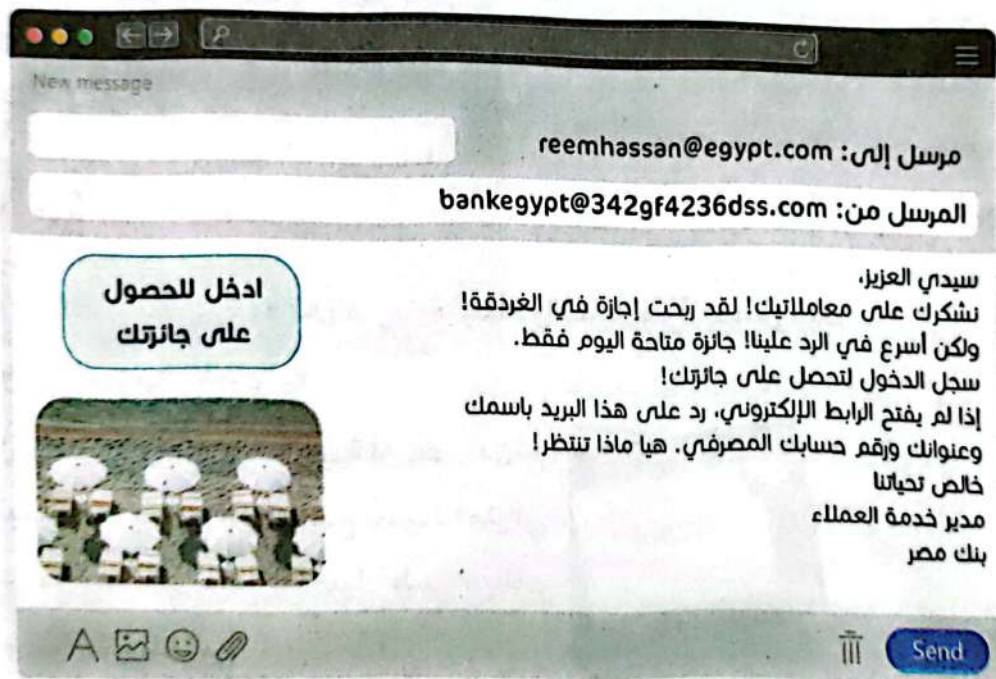 New message
مرسل إلى: reemhassan@egypt.com
المرسل من: bankegypt@342gf4236dss.com
سيدي العزيز،
نشكرك على معاملاتيك! لقد ربحت إجازة في الغردقة!
ولكن أسرع في الرد علينا! جائزة متاحة اليوم فقط.
سجل الدخول لتحصل على جائزتك!
إذا لم يفتح الرابط الإلكتروني، رد على هذا البريد باسمك
وعنوانك ورقم حسابك المصرفي. هيا ماذا تنتظر!
خالص تحياتنا
مدير خدمة العملاء
بنك مصر
ادخل للحصول
على جائزتك
A
Send